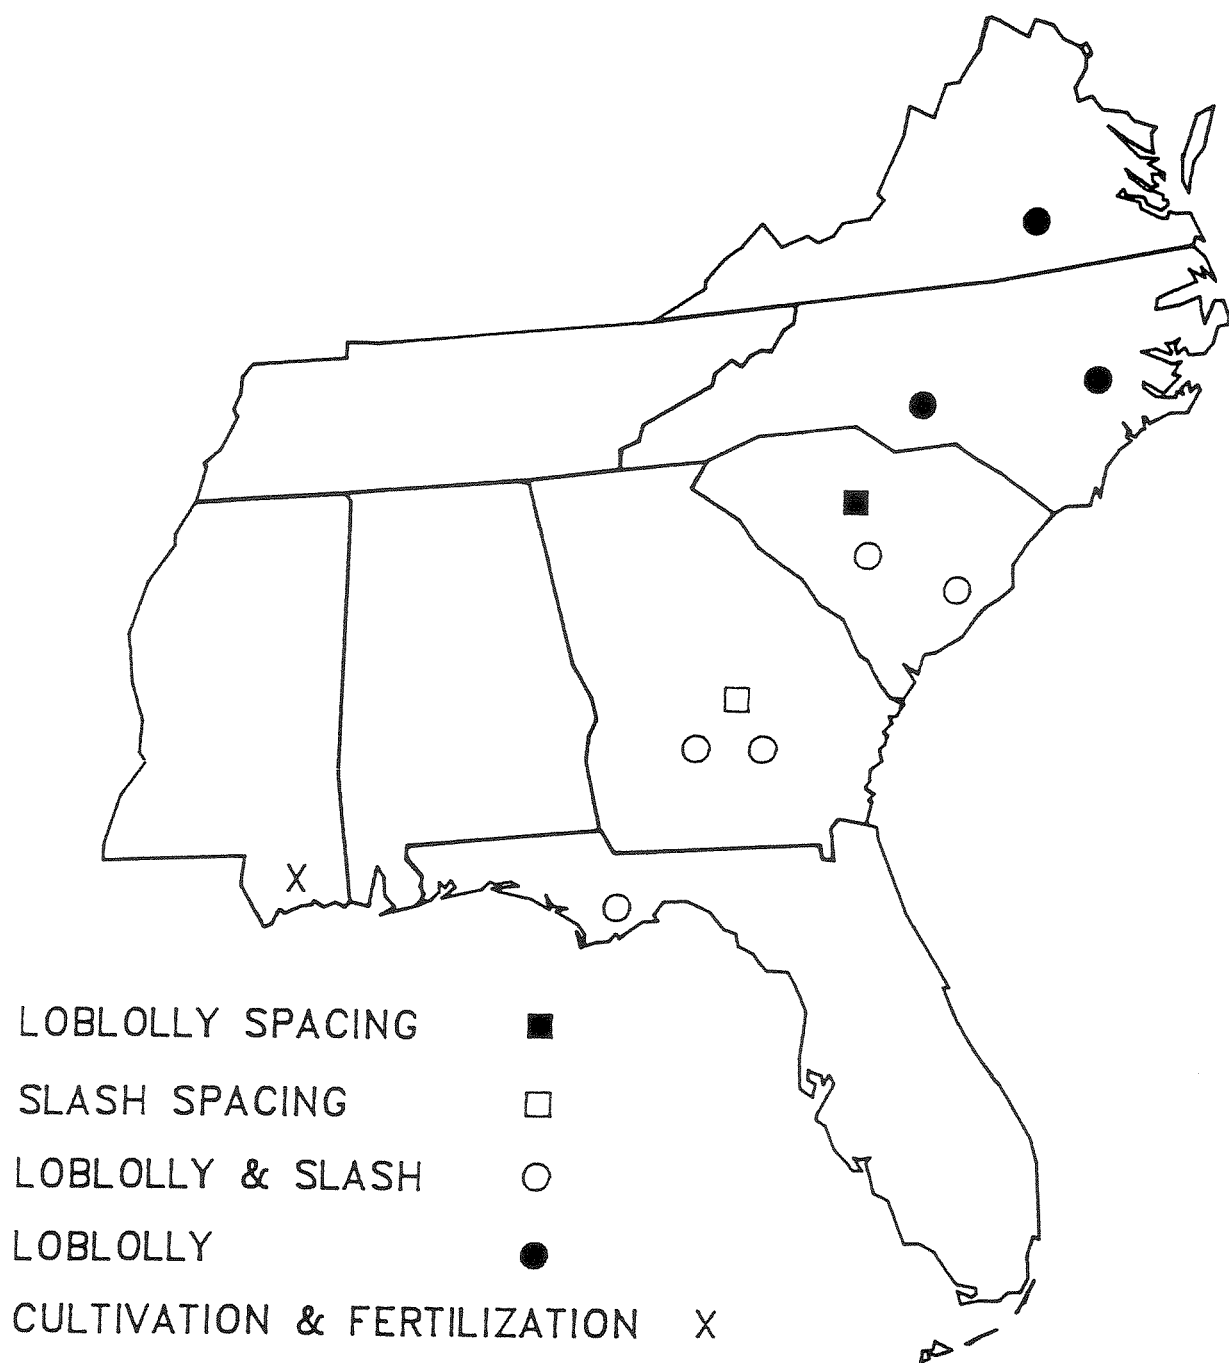 X
LOBLOLLY SPACING
SLASH SPACING
LOBLOLLY & SLASH
LOBLOLLY
CULTIVATION & FERTILIZATION X